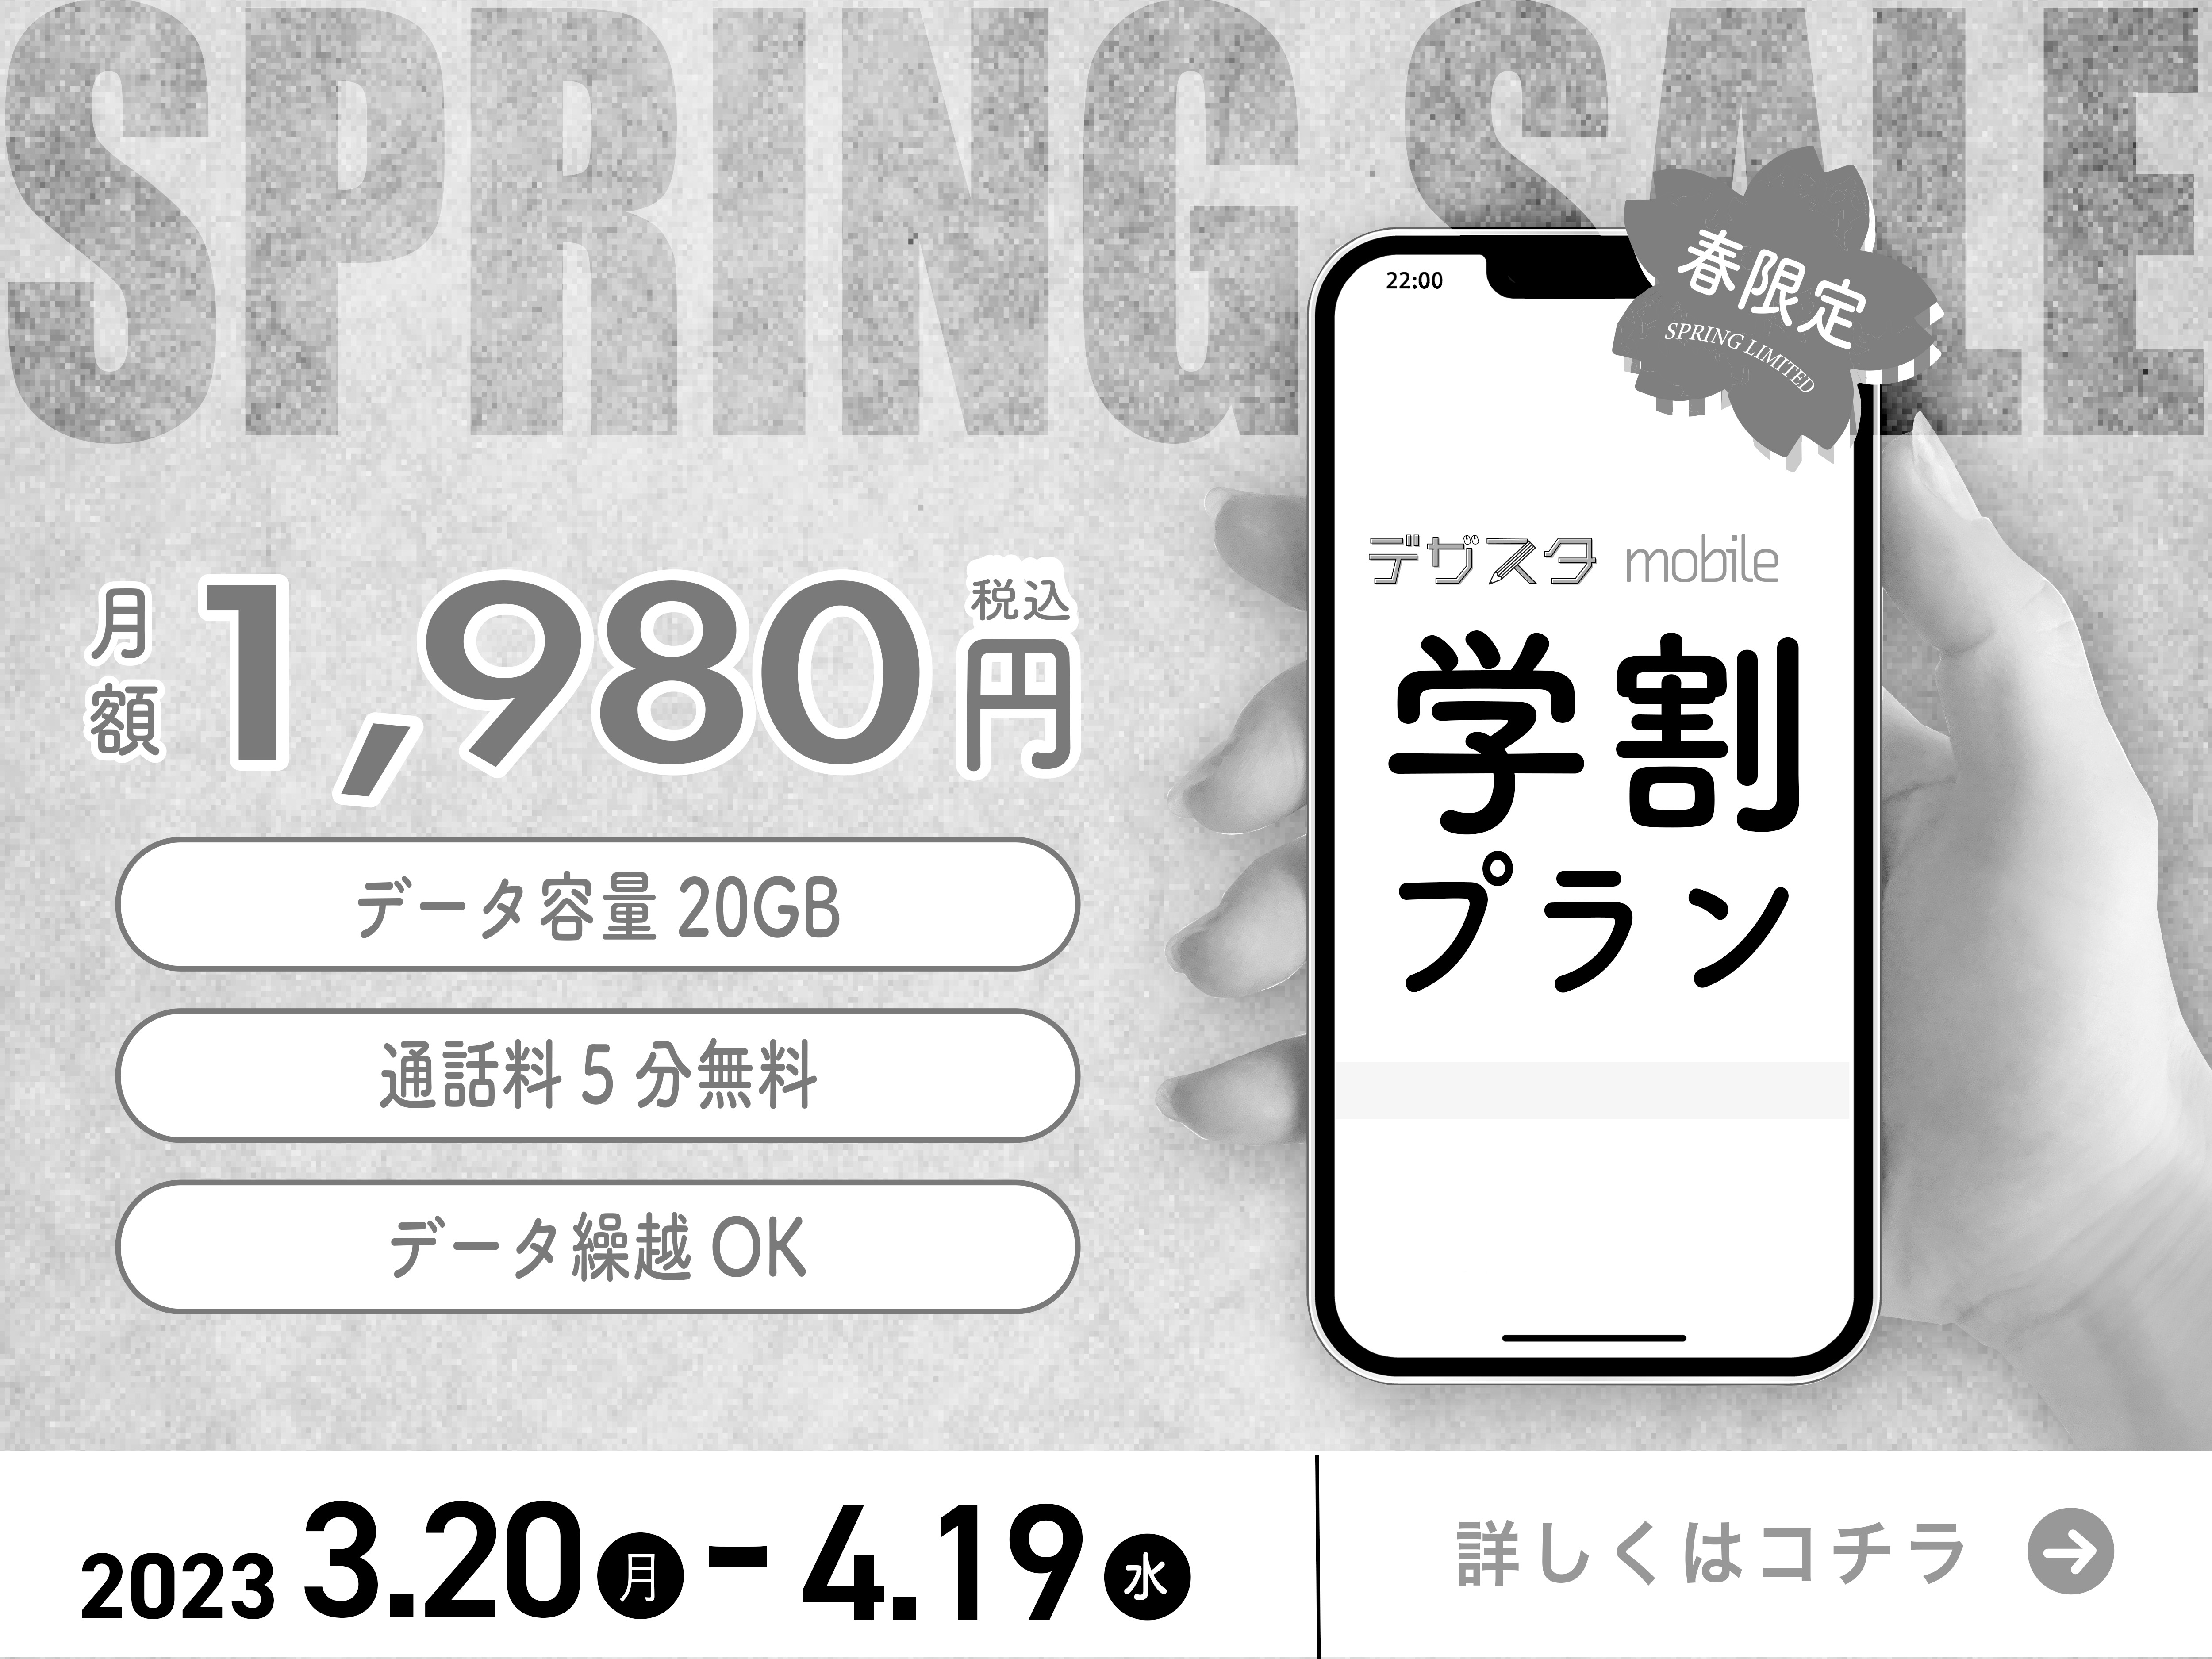 SPRING SALE
春限定
SPRING LIMITED
22:00
デザスタ mobile
学割
プラン
月額 1,980円 税込
データ容量 20GB
通話料 5 分無料
データ繰越 OK
2023 3.20 月 - 4.19 水
詳しくはコチラ